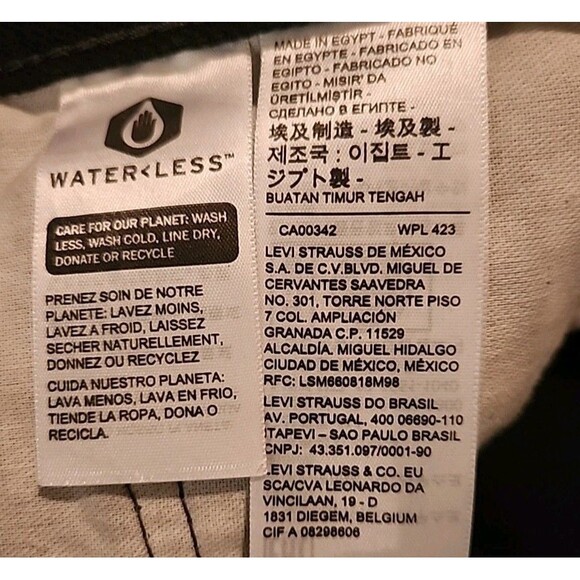 WATER<LESS™
CARE FOR OUR PLANET: WASH
LESS, WASH COLD, LINE DRY,
DONATE OR RECYCLE
PRENEZ SOIN DE NOTRE
PLANETE: LAVEZ MOINS,
LAVEZ A FROID, LAISSEZ
SECHER NATURELLEMENT,
DONNEZ OU RECYCLEZ
CUIDA NUESTRO PLANETA:
LAVA MENOS, LAVA EN FRIO,
TIENDE LA ROPA, DONA O
RECICLA.
MADE IN EGYPT - FABRIQUÉ
EN EGYPTE - FABRICADO EN
EGIPTO - FABRICADO NO
EGITO - MISIR' DA
ÜRETİLMİŞTİR -
СДЕЛАНО В ЕГИПТЕ -
埃及制造 - 埃及製 -
제조국 : 이집트 - エ
ジプト製 -
BUATAN TIMUR TENGAH
CA00342 WPL 423
LEVI STRAUSS DE MÉXICO
S.A. DE C.V.BLVD. MIGUEL DE
CERVANTES SAAVEDRA
NO. 301, TORRE NORTE PISO
7 COL. AMPLIACIÓN
GRANADA C.P. 11529
ALCALDÍA. MIGUEL HIDALGO
CIUDAD DE MÉXICO, MÉXICO
RFC: LSM660818M98
LEVI STRAUSS DO BRASIL
AV. PORTUGAL, 400 06690-110
ITAPEVI – SAO PAULO BRASIL
CNPJ: 43.351.097/0001-90
LEVI STRAUSS & CO. EU
SCA/CVA LEONARDO DA
VINCILAAN, 19 - D
1831 DIEGEM, BELGIUM
CIF A 08298606